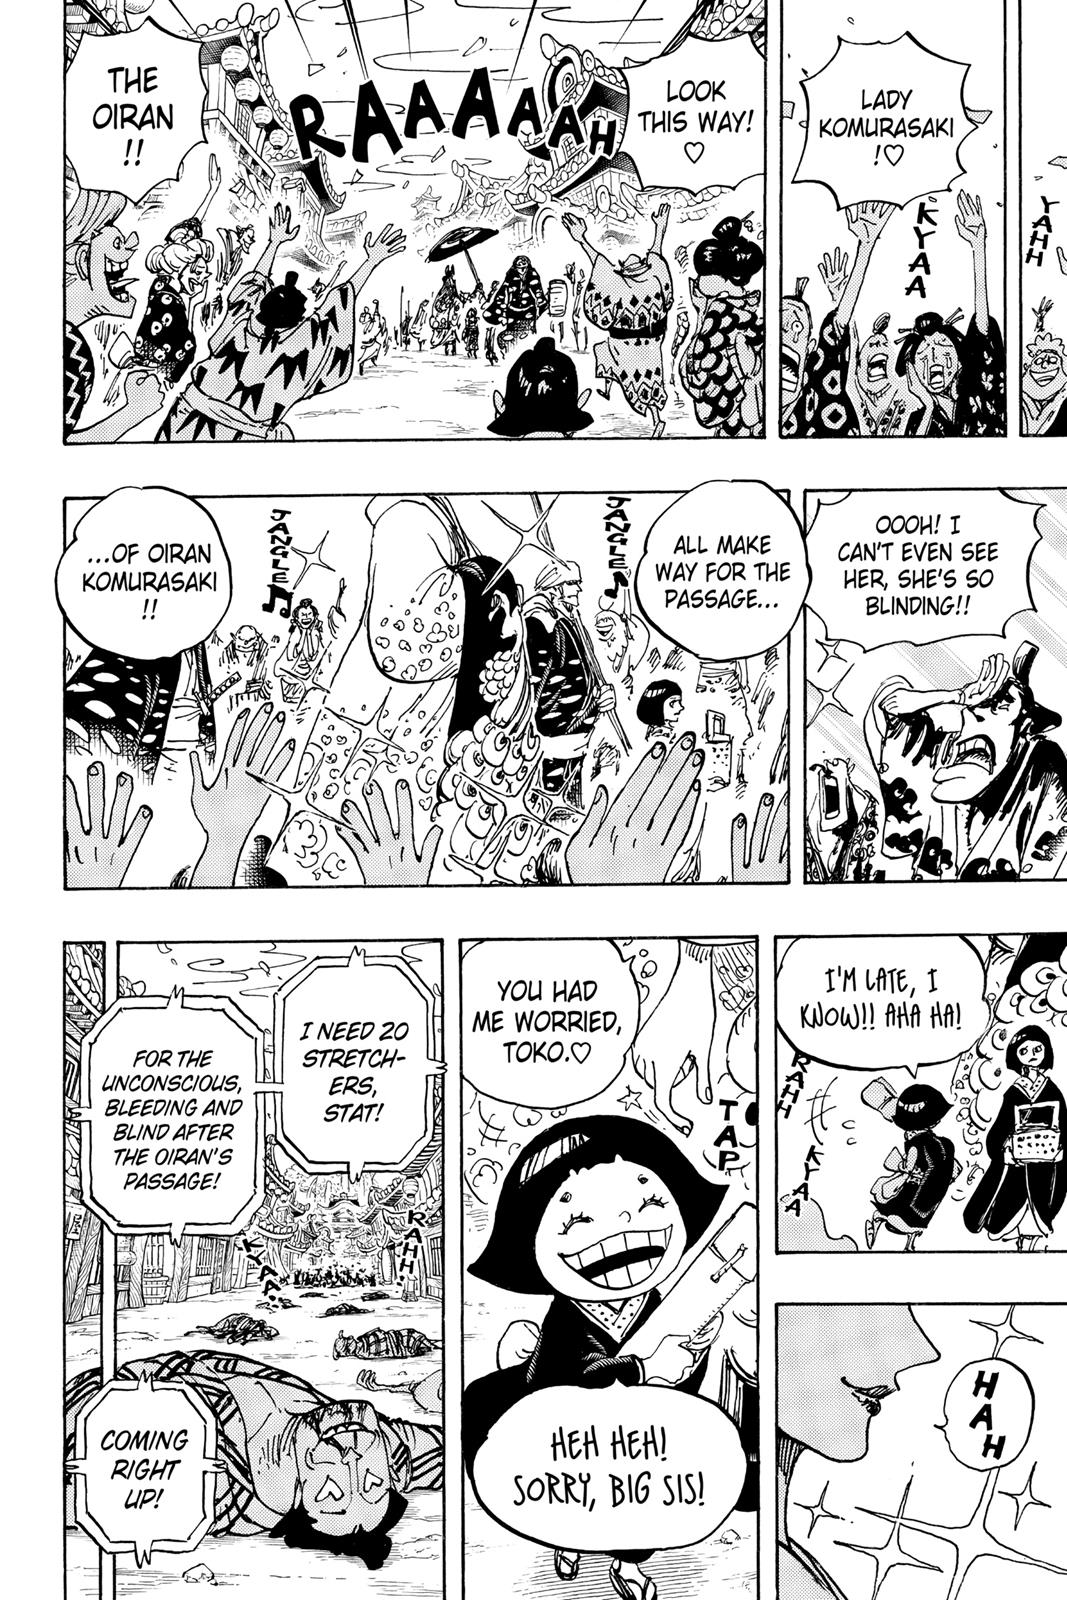 LADY
KOMURASAKI
!♡
KYAA
YAHH
LOOK
THIS WAY!
♡
RAAAAAAH
THE
OIRAN
!!
OOOH! I
CAN'T EVEN SEE
HER, SHE'S SO
BLINDING!!
ALL MAKE
WAY FOR THE
PASSAGE...
JANGLE♪
JANGLE♫
...OF OIRAN
KOMURASAKI
!!
I'M LATE, I
KNOW!! AHA HA!
RAHH
KYAA
HAH
YOU HAD
ME WORRIED,
TOKO.♡
TAP
HEH HEH!
SORRY, BIG SIS!
I NEED 20
STRETCH-
ERS,
STAT!
FOR THE
UNCONSCIOUS,
BLEEDING AND
BLIND AFTER
THE OIRAN'S
PASSAGE!
RAHH..
KYAA..
COMING
RIGHT
UP!